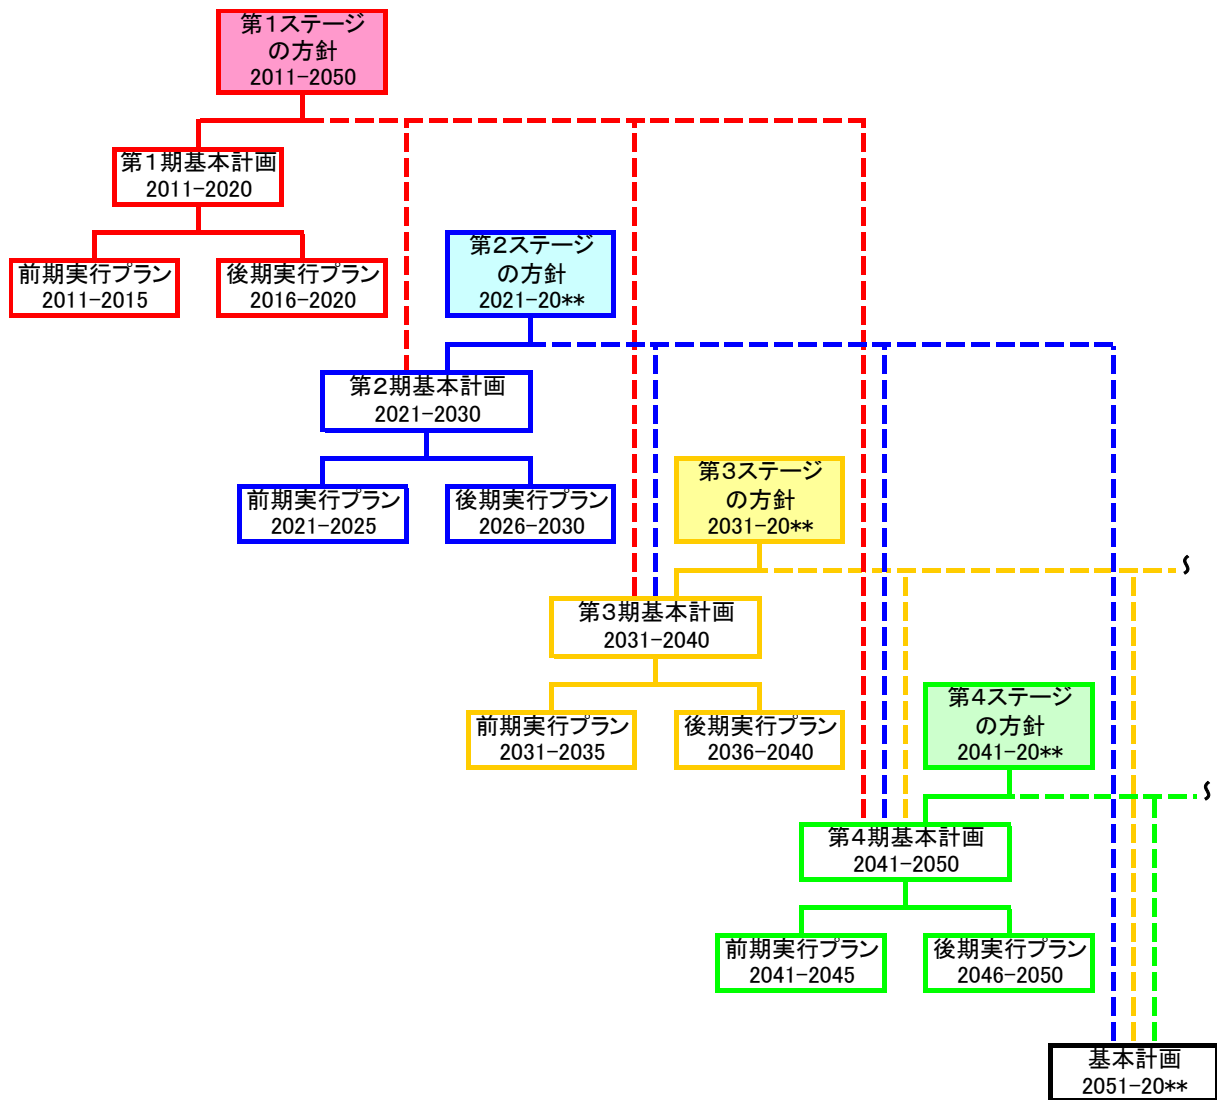 第１ステージ
の方針
2011-2050
第１期基本計画
2011-2020
前期実行プラン
2011-2015
後期実行プラン
2016-2020
第２ステージ
の方針
2021-20**
第２期基本計画
2021-2030
前期実行プラン
2021-2025
後期実行プラン
2026-2030
第３ステージ
の方針
2031-20**
第３期基本計画
2031-2040
前期実行プラン
2031-2035
後期実行プラン
2036-2040
第４ステージ
の方針
2041-20**
第４期基本計画
2041-2050
前期実行プラン
2041-2045
後期実行プラン
2046-2050
基本計画
2051-20**